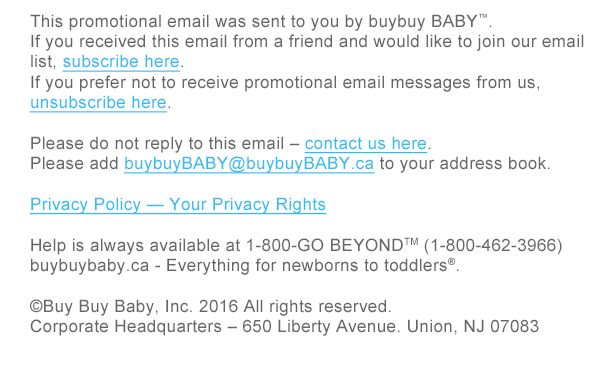 This promotional email was sent to you by buybuy BABY™.
If you received this email from a friend and would like to join our email
list, subscribe here.
If you prefer not to receive promotional email messages from us,
unsubscribe here.
Please do not reply to this email – contact us here.
Please add buybuyBABY@buybuyBABY.ca to your address book.
Privacy Policy — Your Privacy Rights
Help is always available at 1-800-GO BEYOND™ (1-800-462-3966)
buybuybaby.ca - Everything for newborns to toddlers®.
©Buy Buy Baby, Inc. 2016 All rights reserved.
Corporate Headquarters – 650 Liberty Avenue. Union, NJ 07083